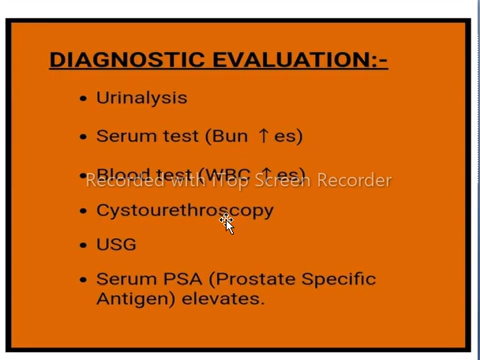 DIAGNOSTIC EVALUATION:-
• Urinalysis
• Serum test (Bun ↑ es)
• Blood test (WBC ↑ es)
Recorded with iTop Screen Recorder
• Cystourethroscopy
• USG
• Serum PSA (Prostate Specific
Antigen) elevates.